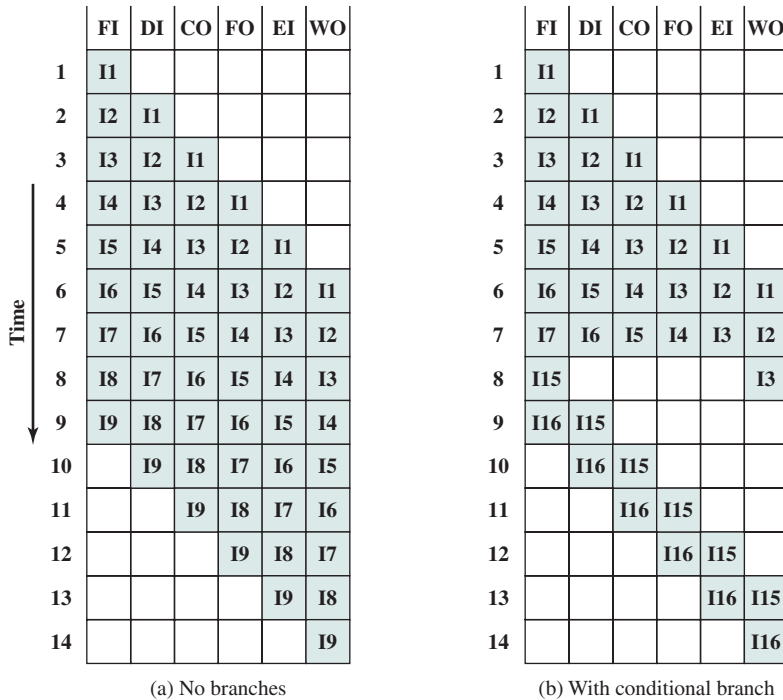 FI DI CO FO EI WO
1 I1
2 I2 I1
3 I3 I2 I1
4 I4 I3 I2 I1
5 I5 I4 I3 I2 I1
6 I6 I5 I4 I3 I2 I1
7 I7 I6 I5 I4 I3 I2
8 I8 I7 I6 I5 I4 I3
9 I9 I8 I7 I6 I5 I4
10 I9 I8 I7 I6 I5
11 I9 I8 I7 I6
12 I9 I8 I7
13 I9 I8
14 I9
Time
(a) No branches
FI DI CO FO EI WO
1 I1
2 I2 I1
3 I3 I2 I1
4 I4 I3 I2 I1
5 I5 I4 I3 I2 I1
6 I6 I5 I4 I3 I2 I1
7 I7 I6 I5 I4 I3 I2
8 I15 I3
9 I16 I15
10 I16 I15
11 I16 I15
12 I16 I15
13 I16 I15
14 I16
(b) With conditional branch